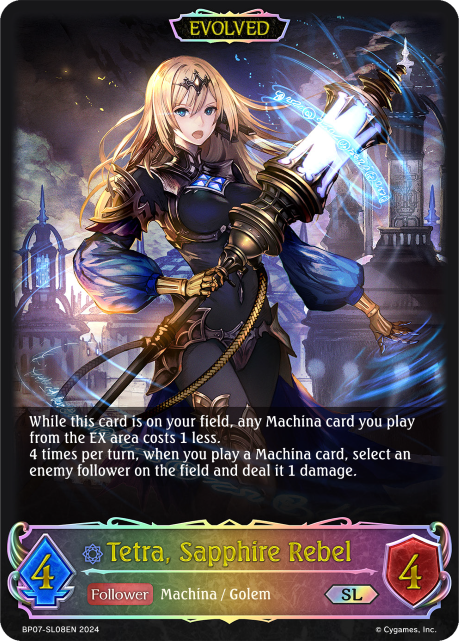 EVOLVED
While this card is on your field, any Machina card you play
from the EX area costs 1 less.
4 times per turn, when you play a Machina card, select an
enemy follower on the field and deal it 1 damage.
4
Tetra, Sapphire Rebel
4
Follower Machina / Golem SL
BP07-SL08EN 2024 © Cygames, Inc.